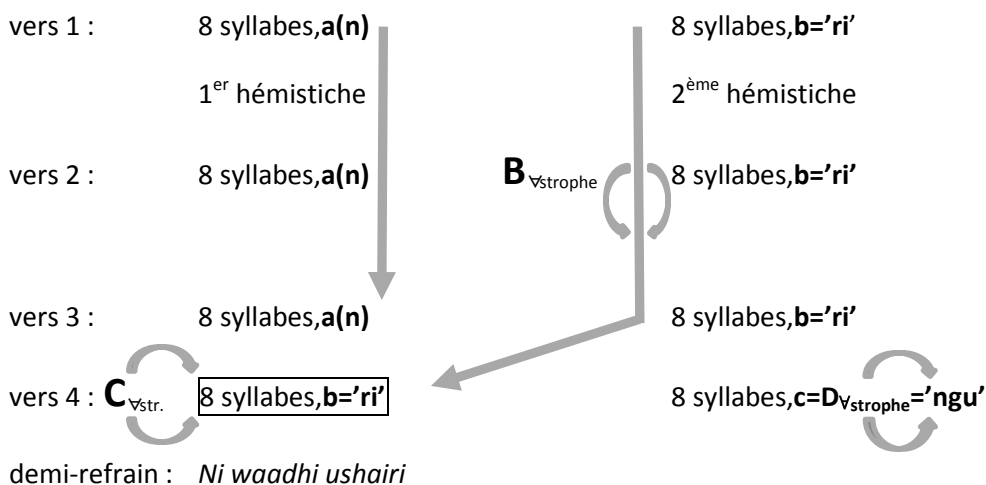 vers 1 : 8 syllabes,a(n) 8 syllabes,b=’ri’
1er hémistiche 2ème hémistiche
vers 2 : 8 syllabes,a(n) B∀strophe 8 syllabes,b=’ri’
vers 3 : 8 syllabes,a(n) 8 syllabes,b=’ri’
vers 4 : C∀str. 8 syllabes,b=’ri’ 8 syllabes,c=D∀strophe=’ngu’
demi-refrain : Ni waadhi ushairi